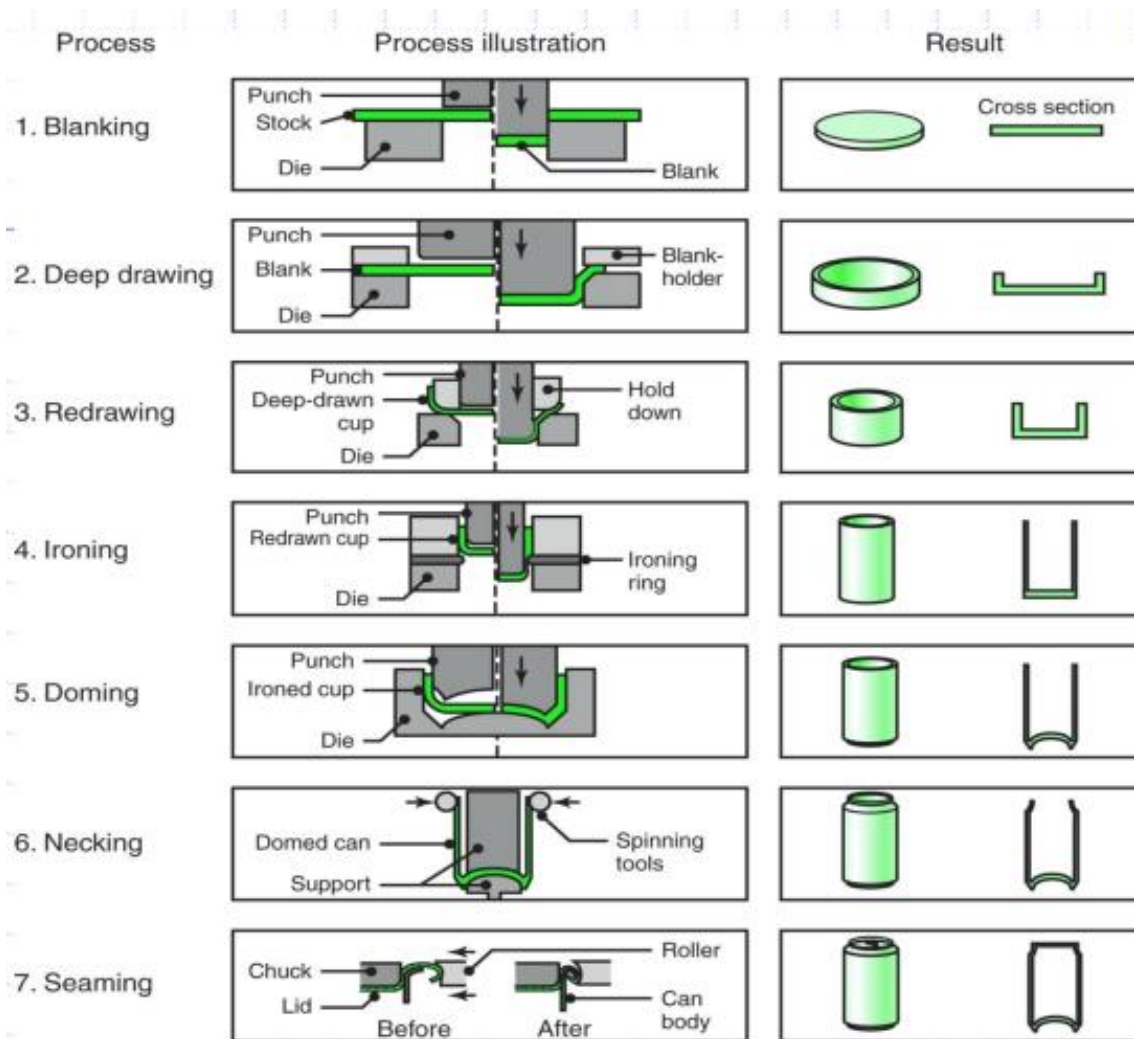 Process
Process illustration
Result
1. Blanking
Punch
Stock
Die
Blank
Cross section
2. Deep drawing
Punch
Blank
Die
Blank-
holder
3. Redrawing
Punch
Deep-drawn
cup
Die
Hold
down
4. Ironing
Punch
Redrawn cup
Die
Ironing
ring
5. Doming
Punch
Ironed cup
Die
6. Necking
Domed can
Support
Spinning
tools
7. Seaming
Chuck
Lid
Before
After
Roller
Can
body